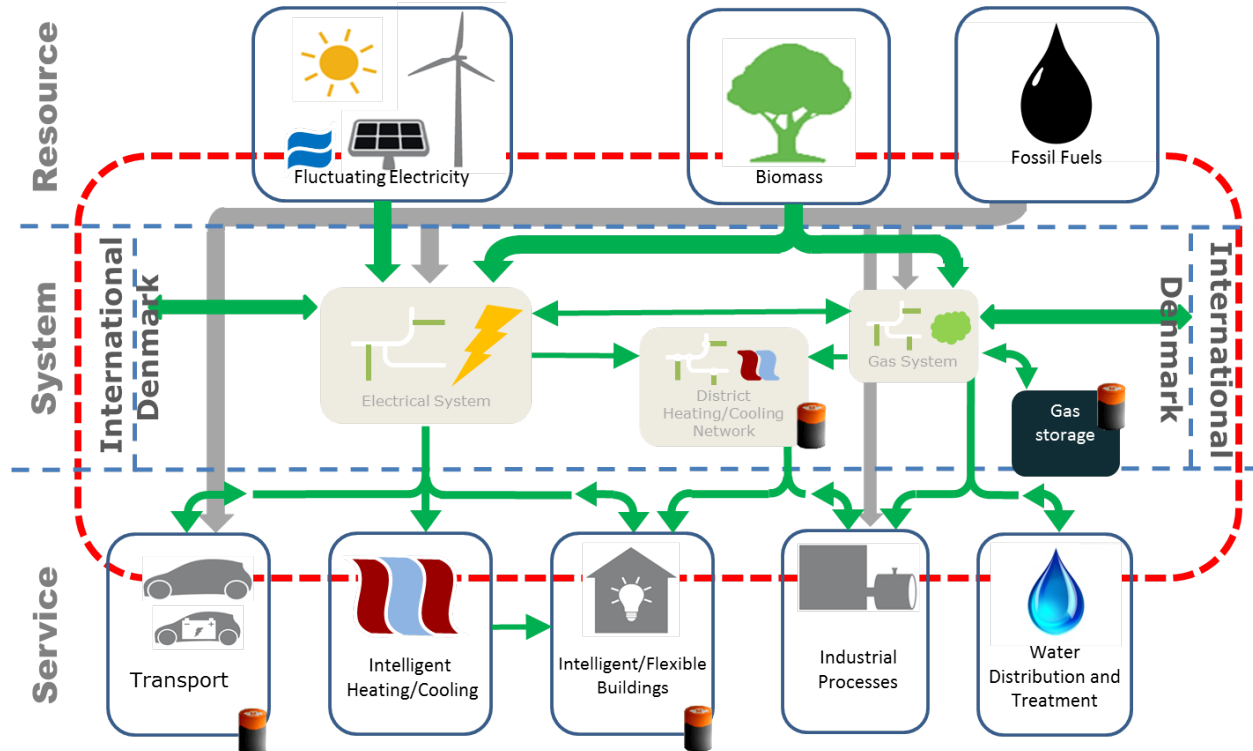 Resource
Fluctuating Electricity
Biomass
Fossil Fuels
System
International
Denmark
Electrical System
District
Heating/Cooling
Network
Gas System
Gas
storage
Denmark
International
Service
Transport
Intelligent
Heating/Cooling
Intelligent/Flexible
Buildings
Industrial
Processes
Water
Distribution and
Treatment